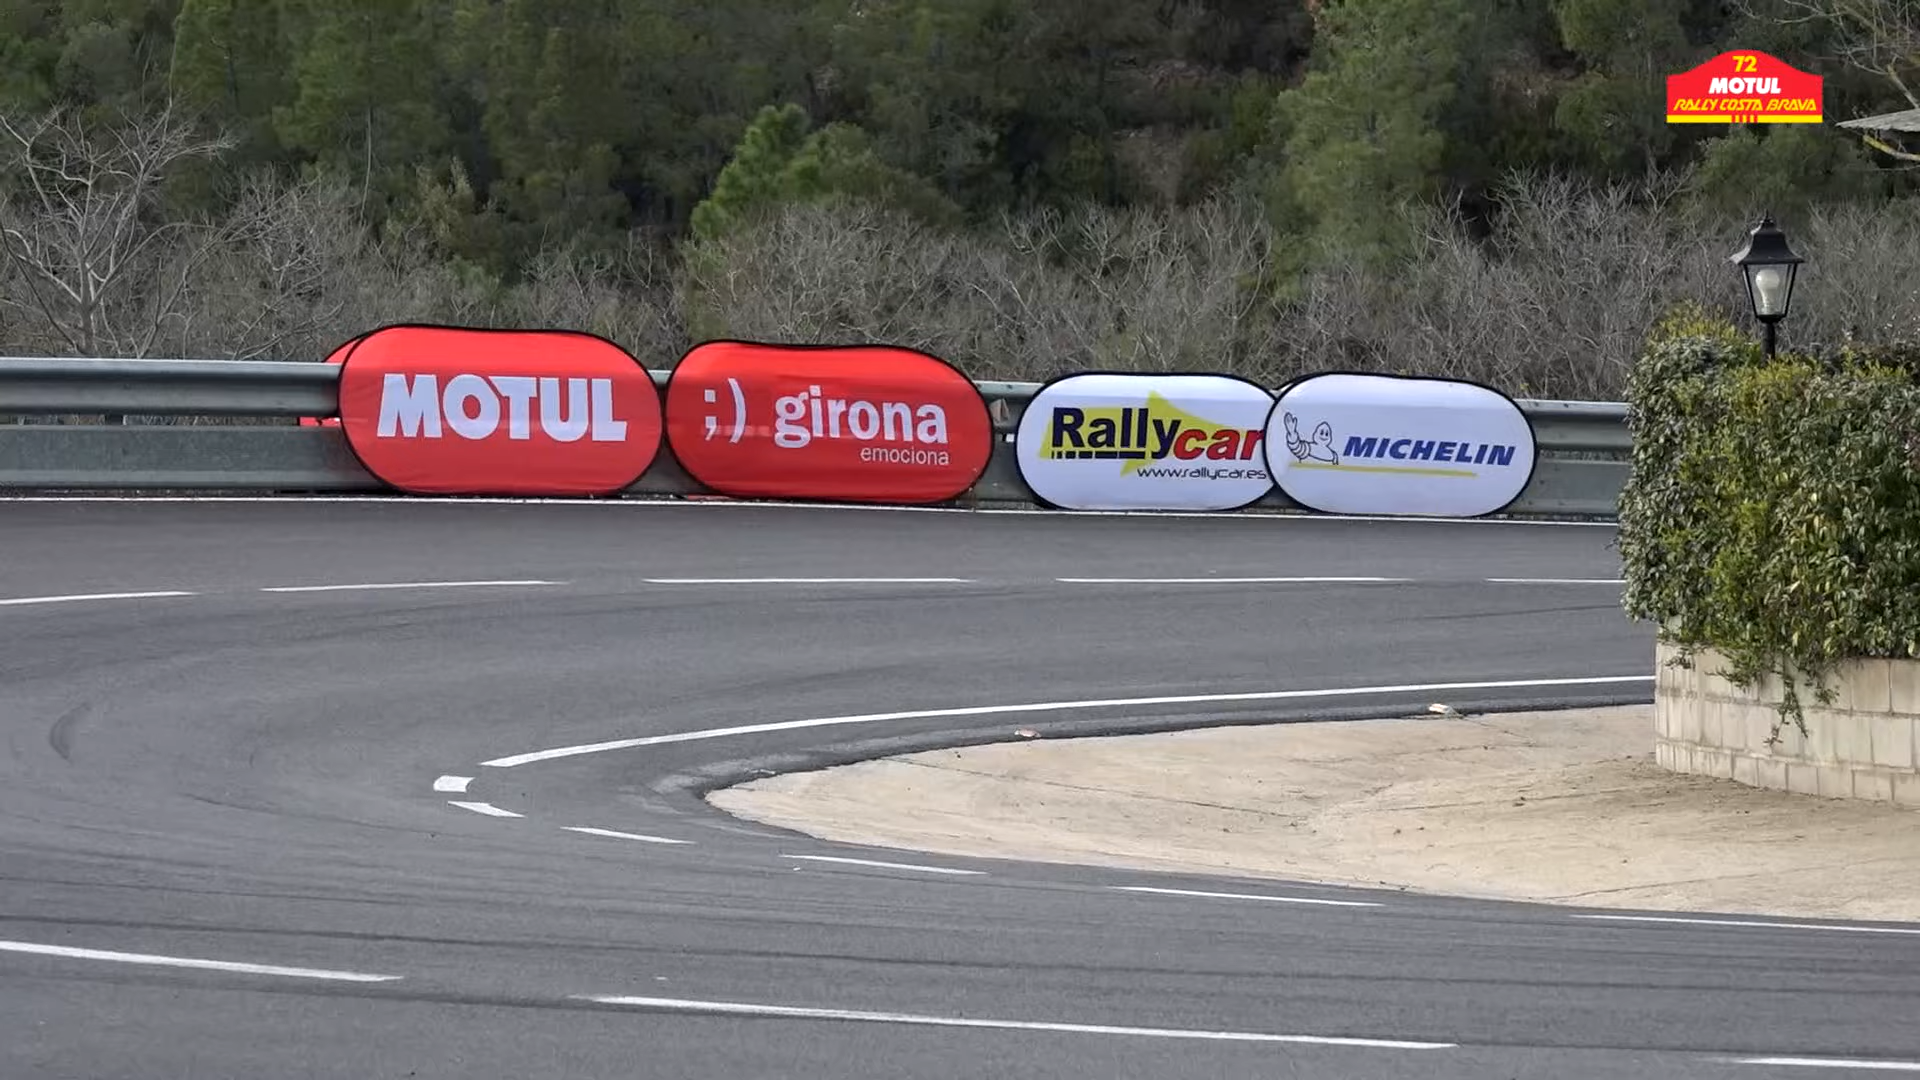 72
MOTUL
RALLY COSTA BRAVA
MOTUL
;) girona
emociona
Rallycar
www.rallycar.es
MICHELIN